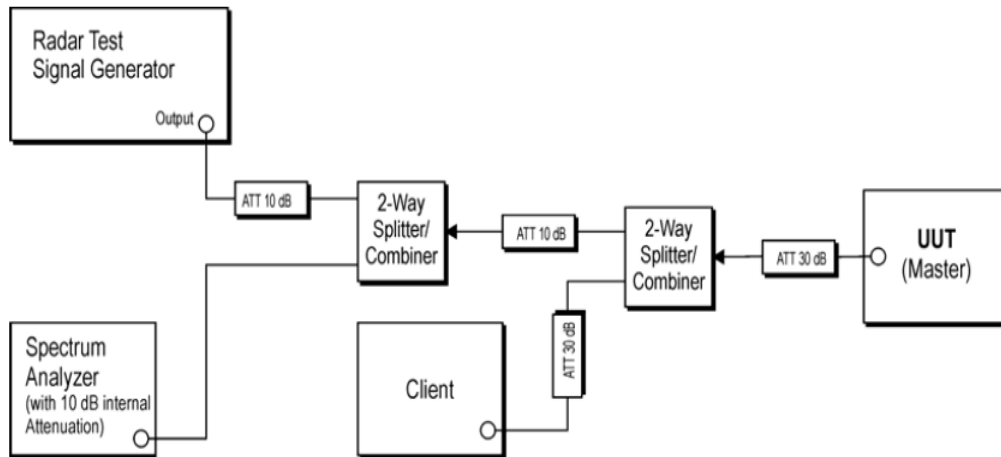 Radar Test
Signal Generator
Output
ATT 10 dB
2-Way
Splitter/
Combiner
ATT 10 dB
2-Way
Splitter/
Combiner
ATT 30 dB
UUT
(Master)
Spectrum
Analyzer
(with 10 dB internal
Attenuation)
Client
ATT 30 dB